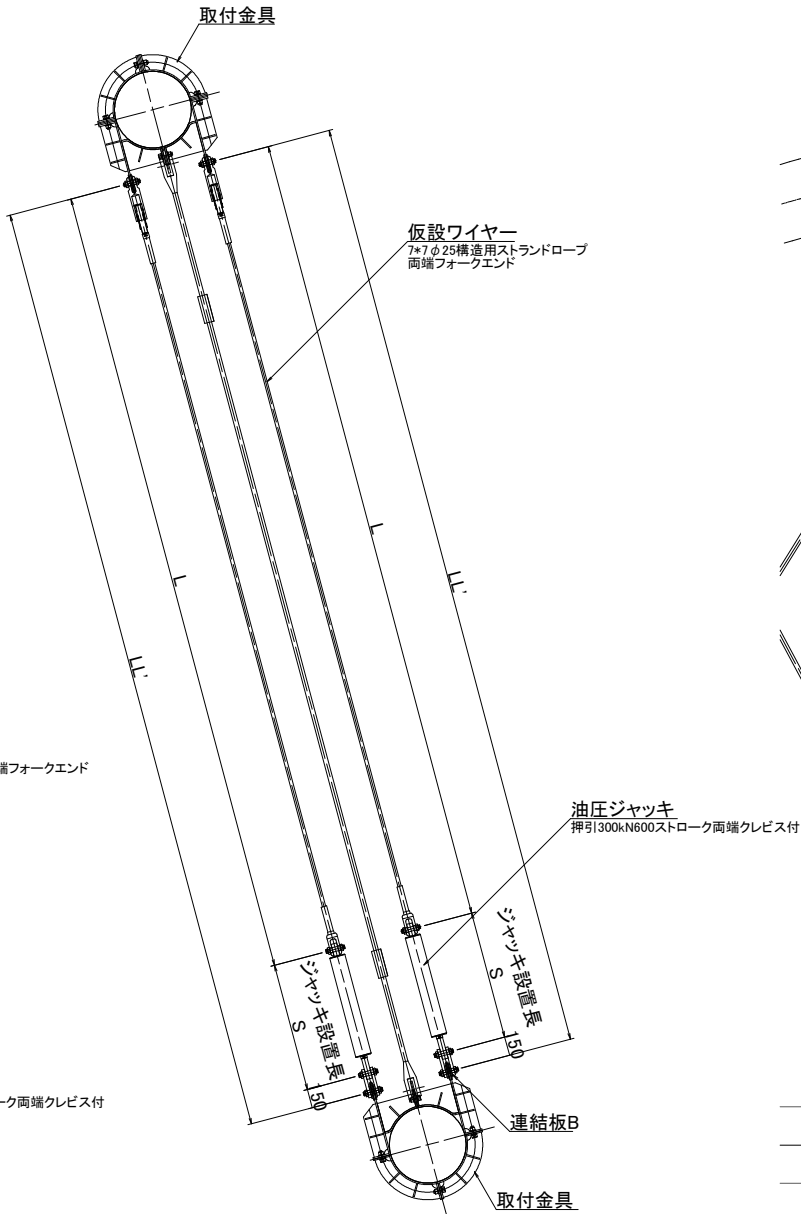 取付金具
仮設ワイヤー
7*7φ25構造用ストランドロープ
両端フォークエンド
L
LL'
L
LL'
端フォークエンド
油圧ジャッキ
押引300kN600ストローク両端クレビス付
ジャッキ設置長
S
150
ジャッキ設置長
S
150
ーク両端クレビス付
連結板B
取付金具